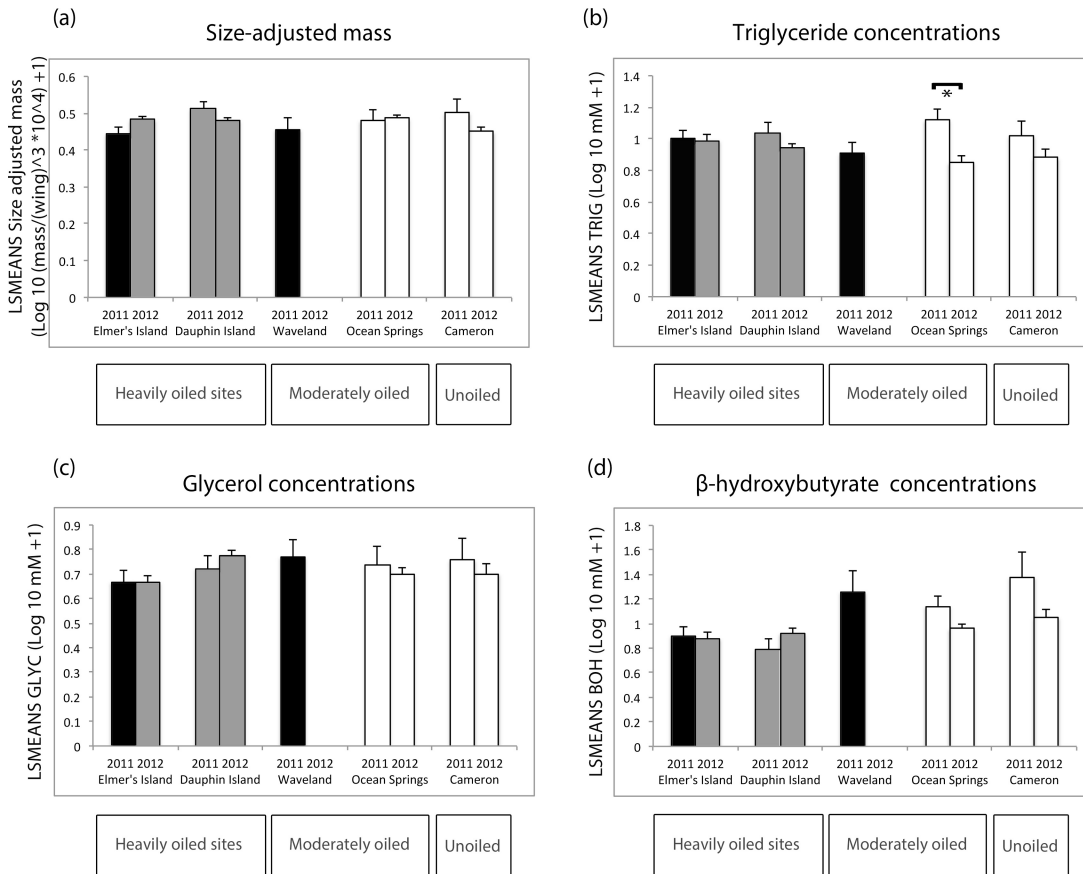 (a)
Size-adjusted mass
LSMEANS Size adjusted mass
(Log 10 (mass/(wing)^3 *10^4) +1)
0.6
0.5
0.4
0.3
0.2
0.1
0
2011 2012 2011 2012 2011 2012 2011 2012 2011 2012
Elmer's Island Dauphin Island Waveland Ocean Springs Cameron
Heavily oiled sites Moderately oiled Unoiled
(b)
Triglyceride concentrations
LSMEANS TRIG (Log 10 mM +1)
1.4
1.2
1
0.8
0.6
0.4
0.2
0
*
2011 2012 2011 2012 2011 2012 2011 2012 2011 2012
Elmer's Island Dauphin Island Waveland Ocean Springs Cameron
Heavily oiled sites Moderately oiled Unoiled
(c)
Glycerol concentrations
LSMEANS GLYC (Log 10 mM +1)
0.9
0.8
0.7
0.6
0.5
0.4
0.3
0.2
0.1
0
2011 2012 2011 2012 2011 2012 2011 2012 2011 2012
Elmer's Island Dauphin Island Waveland Ocean Springs Cameron
Heavily oiled sites Moderately oiled Unoiled
(d)
β-hydroxybutyrate concentrations
LSMEANS BOH (Log 10 mM +1)
1.8
1.6
1.4
1.2
1
0.8
0.6
0.4
0.2
0
2011 2012 2011 2012 2011 2012 2011 2012 2011 2012
Elmer's Island Dauphin Island Waveland Ocean Springs Cameron
Heavily oiled sites Moderately oiled Unoiled